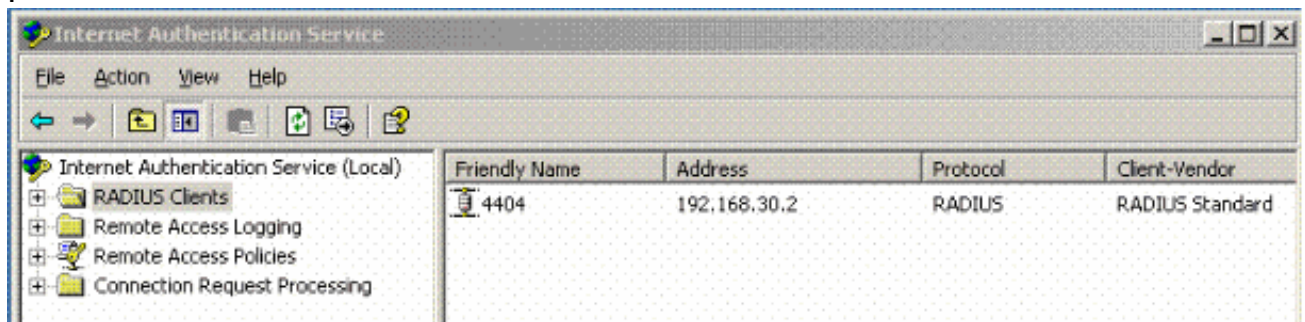 Internet Authentication Service
File Action View Help
Internet Authentication Service (Local)
RADIUS Clients
Remote Access Logging
Remote Access Policies
Connection Request Processing
Friendly Name Address Protocol Client-Vendor
4404 192.168.30.2 RADIUS RADIUS Standard